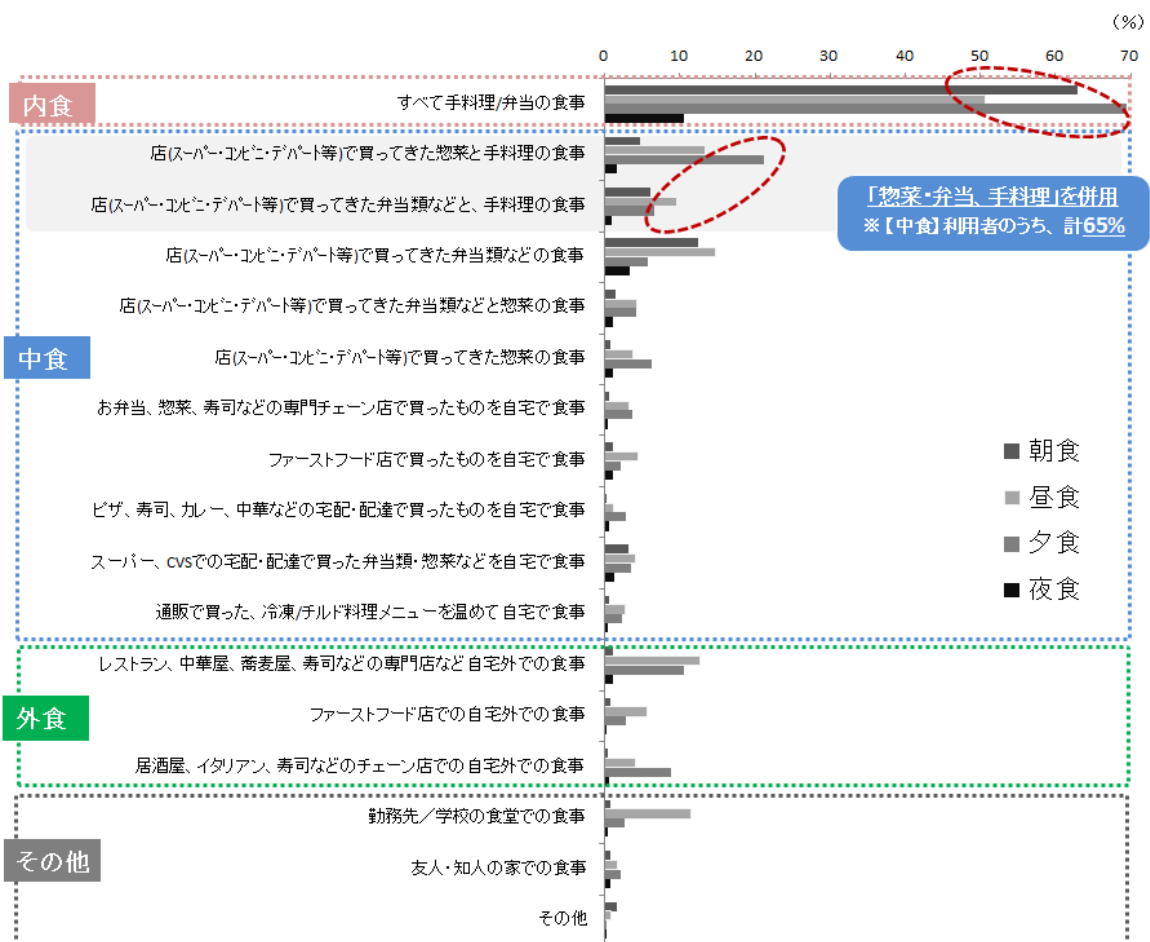 (%)
0 10 20 30 40 50 60 70
内食
すべて手料理/弁当の食事
店(スーパー・コンビニ・デパート等)で買ってきた惣菜と手料理の食事
店(スーパー・コンビニ・デパート等)で買ってきた弁当類などと、手料理の食事
「惣菜・弁当、手料理」を併用
※【中食】利用者のうち、計65%
店(スーパー・コンビニ・デパート等)で買ってきた弁当類などの食事
店(スーパー・コンビニ・デパート等)で買ってきた弁当類などと惣菜の食事
中食
店(スーパー・コンビニ・デパート等)で買ってきた惣菜の食事
お弁当、惣菜、寿司などの専門チェーン店で買ったものを自宅で食事
ファーストフード店で買ったものを自宅で食事
ピザ、寿司、カレー、中華などの宅配・配達で買ったものを自宅で食事
スーパー、CVSでの宅配・配達で買った弁当類・惣菜などを自宅で食事
通販で買った、冷凍/チルド料理メニューを温めて自宅で食事
朝食
昼食
夕食
夜食
レストラン、中華屋、蕎麦屋、寿司などの専門店など自宅外での食事
外食
ファーストフード店での自宅外での食事
居酒屋、イタリアン、寿司などのチェーン店での自宅外での食事
勤務先/学校の食堂での食事
その他
友人・知人の家での食事
その他